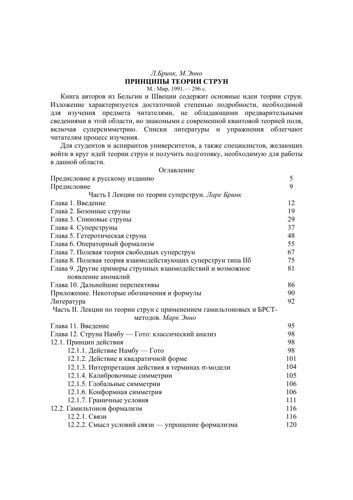 Л.Бринк, М.Энно
ПРИНЦИПЫ ТЕОРИИ СТРУН
М.: Мир, 1991.— 296 с.
Книга авторов из Бельгии и Швеции содержит основные идеи теории струн.
Изложение характеризуется достаточной степенью подробности, необходимой
для изучения предмета читателями, не обладающими предварительными
сведениями в этой области, но знакомыми с современной квантовой теорией поля,
включая суперсимметрию. Списки литературы и упражнения облегчают
читателям процесс изучения.
Для студентов и аспирантов университетов, а также специалистов, желающих
войти в круг идей теории струн и получить подготовку, необходимую для работы
в данной области.
Оглавление
Предисловие к русскому изданию 5
Предисловие 9
Часть I Лекции по теории суперструн. Ларе Бринк
Глава 1. Введение 12
Глава 2. Бозонные струны 19
Глава 3. Спиновые струны 29
Глава 4. Суперструны 37
Глава 5. Гетеротическая струна 48
Глава 6. Операторный формализм 55
Глава 7. Полевая теория свободных суперструн 67
Глава 8. Полевая теория взаимодействующих суперструн типа IIб 75
Глава 9. Другие примеры струнных взаимодействий и возможное 81
появление аномалий
Глава 10. Дальнейшие перспективы 86
Приложение. Некоторые обозначения и формулы 90
Литература 92
Часть II. Лекции по теории струн с применением гамильтоновых и БРСТ-
методов. Марк Энно
Глава 11. Введение 95
Глава 12. Струна Намбу — Гото: классический анализ 98
12.1. Принцип действия 98
12.1.1. Действие Намбу — Гото 98
12.1.2. Действие в квадратичной форме 101
12.1.3. Интерпретация действия в терминах σ-модели 104
12.1.4. Калибровочные симметрии 105
12.1.5. Глобальные симметрии 106
12.1.6. Конформная симметрия 106
12.1.7. Граничные условия 111
12.2. Гамильтонов формализм 116
12.2.1. Связи 116
12.2.2. Смысл условий связи — упрощение формализма 120